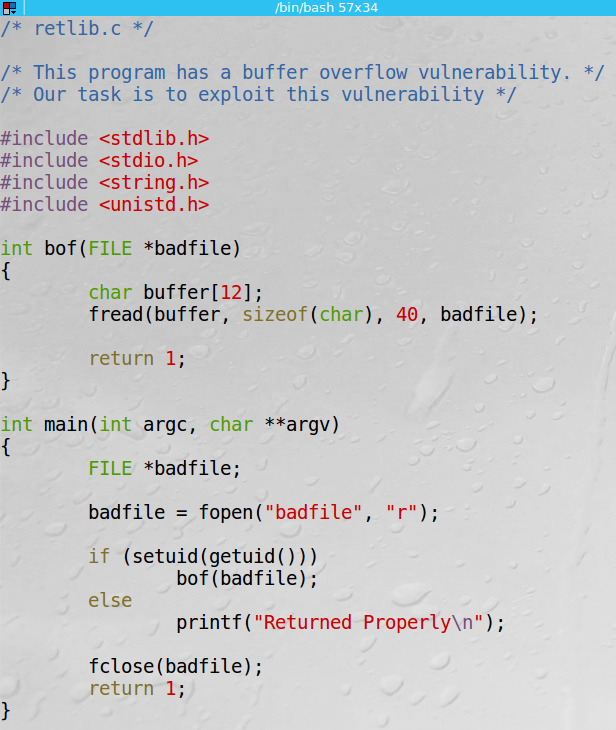 /bin/bash 57x34
/* retlib.c */
/* This program has a buffer overflow vulnerability. */
/* Our task is to exploit this vulnerability */
#include <stdlib.h>
#include <stdio.h>
#include <string.h>
#include <unistd.h>
int bof(FILE *badfile)
{
        char buffer[12];
        fread(buffer, sizeof(char), 40, badfile);
        return 1;
}
int main(int argc, char **argv)
{
        FILE *badfile;
        badfile = fopen("badfile", "r");
        if (setuid(getuid()))
                bof(badfile);
        else
                printf("Returned Properly\n");
        fclose(badfile);
        return 1;
}